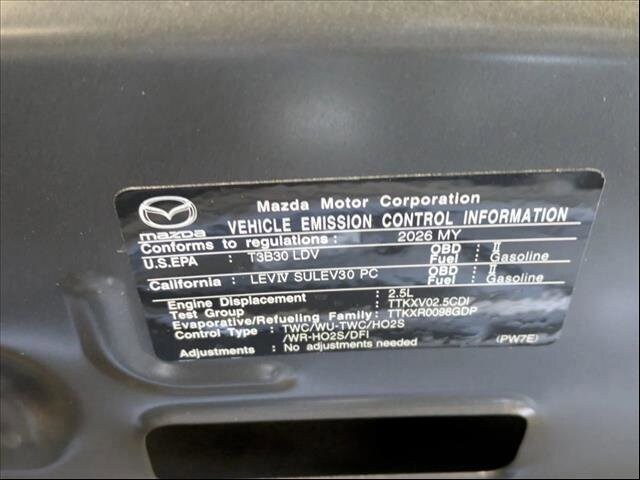 mazda
Mazda Motor Corporation
VEHICLE EMISSION CONTROL INFORMATION
Conforms to regulations : 2026 MY
U.S.EPA : T3B30 LDV OBD : II
Fuel : Gasoline
California : LEVIV SULEV30 PC OBD : II
Fuel : Gasoline
Engine Displacement : 2.5L
Test Group : TTKXV02.5CDI
Evaporative/Refueling Family: TTKXR0098GDP
Control Type : TWC/WU-TWC/HO2S
/WR-HO2S/DFI
Adjustments : No adjustments needed (PW7E)